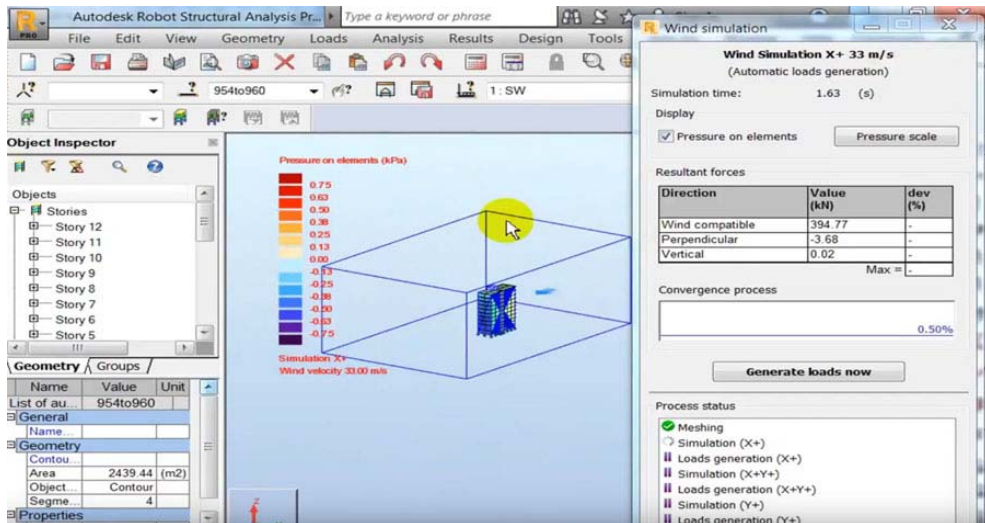 Autodesk Robot Structural Analysis Pr...
Type a keyword or phrase
PRO
File Edit View Geometry Loads Analysis Results Design Tools
954to960
1: SW
Object Inspector
Objects
Stories
Story 12
Story 11
Story 10
Story 9
Story 8
Story 7
Story 6
Story 5
Geometry Groups
Name Value Unit
List of au... 954to960
General
Name...
Geometry
Contou...
Area 2439.44 (m2)
Object... Contour
Segme... 4
Properties
Pressure on elements (kPa)
0.75
0.63
0.50
0.38
0.25
0.13
0.00
-0.13
-0.25
-0.38
-0.50
-0.63
-0.75
Simulation X+
Wind velocity 33.00 m/s
z
Wind simulation
Wind Simulation X+ 33 m/s
(Automatic loads generation)
Simulation time: 1.63 (s)
Display
Pressure on elements Pressure scale
Resultant forces
Direction Value (kN) dev (%)
Wind compatible 394.77 -
Perpendicular -3.68 -
Vertical 0.02 -
Max = -
Convergence process
0.50%
Generate loads now
Process status
Meshing
Simulation (X+)
Loads generation (X+)
Simulation (X+Y+)
Loads generation (X+Y+)
Simulation (Y+)
Loads generation (Y+)